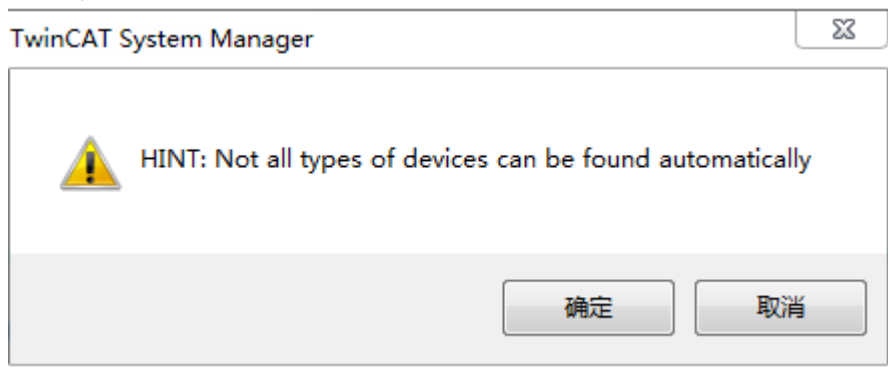 TwinCAT System Manager
HINT: Not all types of devices can be found automatically
确定
取消